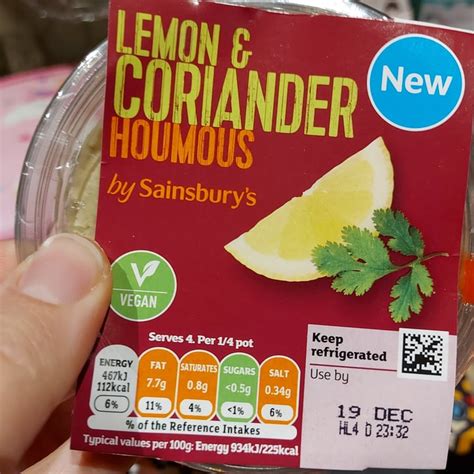 LEMON &
CORIANDER
HOUMOUS
by Sainsbury's
New
VEGAN
Serves 4. Per 1/4 pot
ENERGY
467kJ
112kcal
6%
FAT
7.7g
11%
SATURATES
0.8g
4%
SUGARS
<0.5g
<1%
SALT
0.34g
6%
% of the Reference Intakes
Typical values per 100g: Energy 934kJ/225kcal
Keep
refrigerated
Use by
19 DEC
HL4 D 23:32